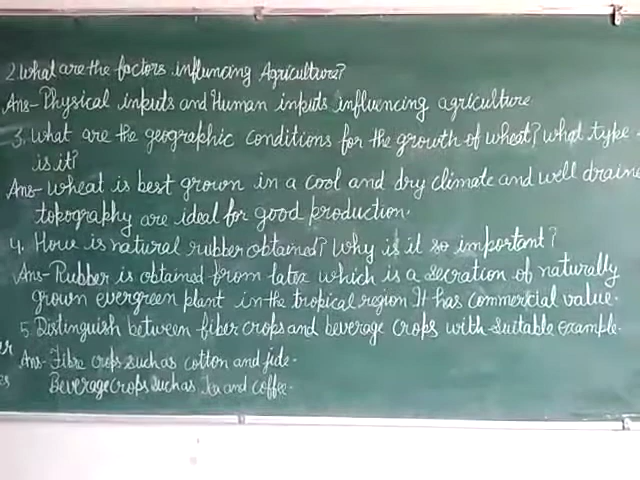 2. What are the factors influncing Agriculture?
Ans- Physical inputs and Human inputs influencing agriculture
3. What are the geographic conditions for the growth of wheat? what type
is it?
Ans- Wheat is best grown in a cool and dry climate and well draine
topography are ideal for good production.
4. How is natural rubber obtained? Why is it so important?
Ans- Rubber is obtained from latex which is a secration of naturally
grown evergreen plant in the tropical region It has commercial value.
5. Distinguish between fiber crops and beverage crops with suitable example.
Ans- Fibre crops such as cotton and jute.
Beverage crops such as Tea and coffee.